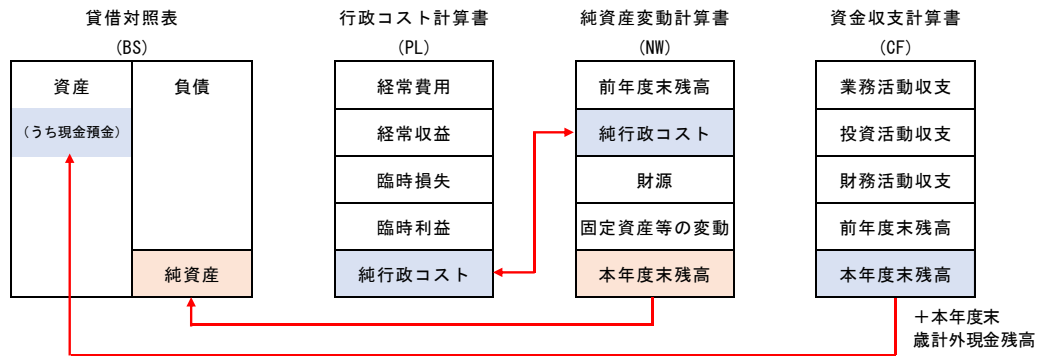 貸借対照表
(BS)
資産
負債
(うち現金預金)
純資産
行政コスト計算書
(PL)
経常費用
経常収益
臨時損失
臨時利益
純行政コスト
純資産変動計算書
(NW)
前年度末残高
純行政コスト
財源
固定資産等の変動
本年度末残高
資金収支計算書
(CF)
業務活動収支
投資活動収支
財務活動収支
前年度末残高
本年度末残高
＋本年度末
歳計外現金残高